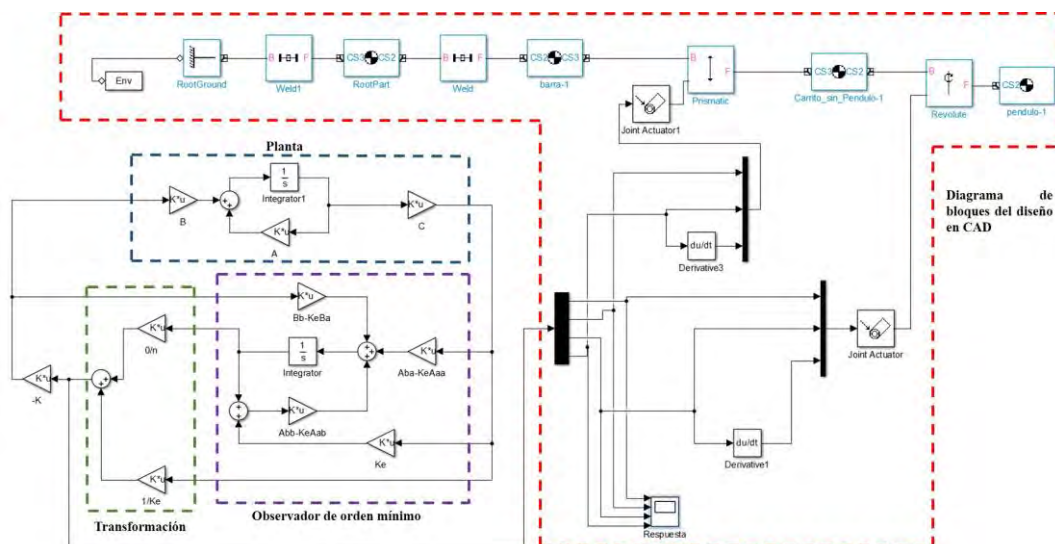 Env
RootGround
B
F
Weld1
CS3
CS2
RootPart
B
F
Weld
CS2
CS3
barra-1
B
F
Prismatic
CS3
CS2
Carrito_sin_Pendulo-1
B
F
Revolute
CS2
pendulo-1
Joint Actuator1
Planta
K*u
B
1
s
Integrator1
K*u
A
K*u
C
du/dt
Derivative3
Diagrama de
bloques del diseño
en CAD
K*u
Bb-KeBa
K*u
0/n
1
s
Integrator
K*u
Aba-KeAaa
K*u
-K
K*u
Abb-KeAab
K*u
Ke
K*u
1/Ke
Joint Actuator
du/dt
Derivative1
Transformación
Observador de orden mínimo
Respuesta